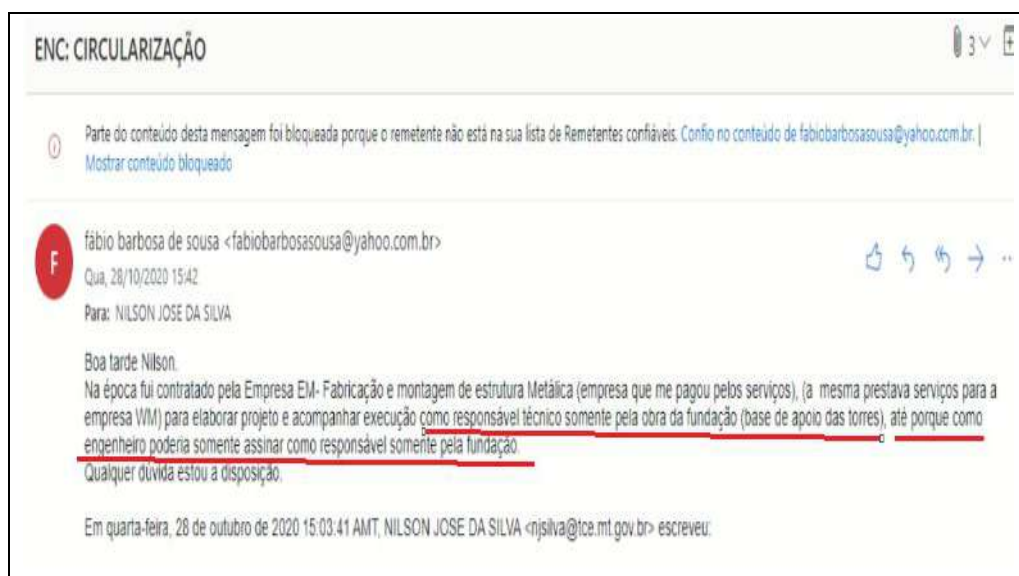 ENC: CIRCULARIZAÇÃO
3
Parte do conteúdo desta mensagem foi bloqueada porque o remetente não está na sua lista de Remetentes confiáveis. Confio no conteúdo de fabiobarbosasousa@yahoo.com.br. |
Mostrar conteúdo bloqueado
F
fábio barbosa de sousa <fabiobarbosasousa@yahoo.com.br>
Qua, 28/10/2020 15:42
Para: NILSON JOSE DA SILVA
Boa tarde Nilson.
Na época fui contratado pela Empresa EM- Fabricação e montagem de estrutura Metálica (empresa que me pagou pelos serviços), (a mesma prestava serviços para a
empresa WM) para elaborar projeto e acompanhar execução como responsável técnico somente pela obra da fundação (base de apoio das torres), até porque como
engenheiro poderia somente assinar como responsável somente pela fundação.
Qualquer dúvida estou a disposição.
Em quarta-feira, 28 de outubro de 2020 15:03:41 AMT, NILSON JOSE DA SILVA <njsilva@tce.mt.gov.br> escreveu: